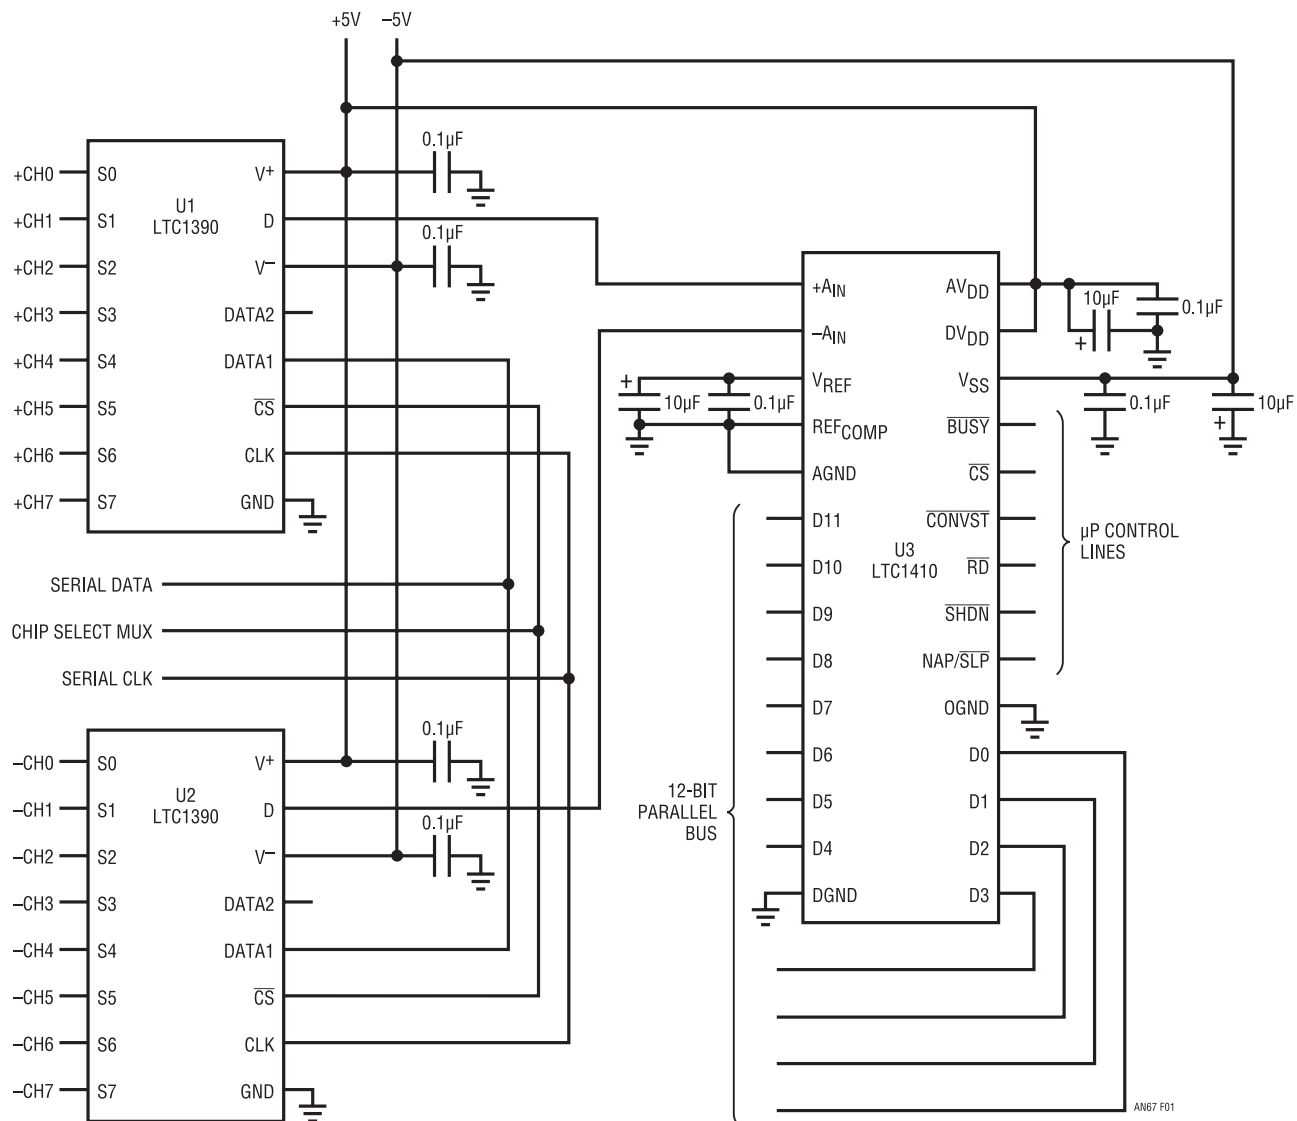 +5V
–5V
+CH0
+CH1
+CH2
+CH3
+CH4
+CH5
+CH6
+CH7
S0
S1
S2
S3
S4
S5
S6
S7
U1
LTC1390
V+
D
V–
DATA2
DATA1
CS
CLK
GND
0.1µF
0.1µF
SERIAL DATA
CHIP SELECT MUX
SERIAL CLK
–CH0
–CH1
–CH2
–CH3
–CH4
–CH5
–CH6
–CH7
S0
S1
S2
S3
S4
S5
S6
S7
U2
LTC1390
V+
D
V–
DATA2
DATA1
CS
CLK
GND
0.1µF
0.1µF
+
10µF
0.1µF
+AIN
–AIN
VREF
REFCOMP
AGND
D11
D10
D9
D8
D7
D6
D5
D4
DGND
U3
LTC1410
AVDD
DVDD
VSS
BUSY
CS
CONVST
RD
SHDN
NAP/SLP
OGND
D0
D1
D2
D3
10µF
+
0.1µF
0.1µF
10µF
+
µP CONTROL
LINES
12-BIT
PARALLEL
BUS
AN67 F01